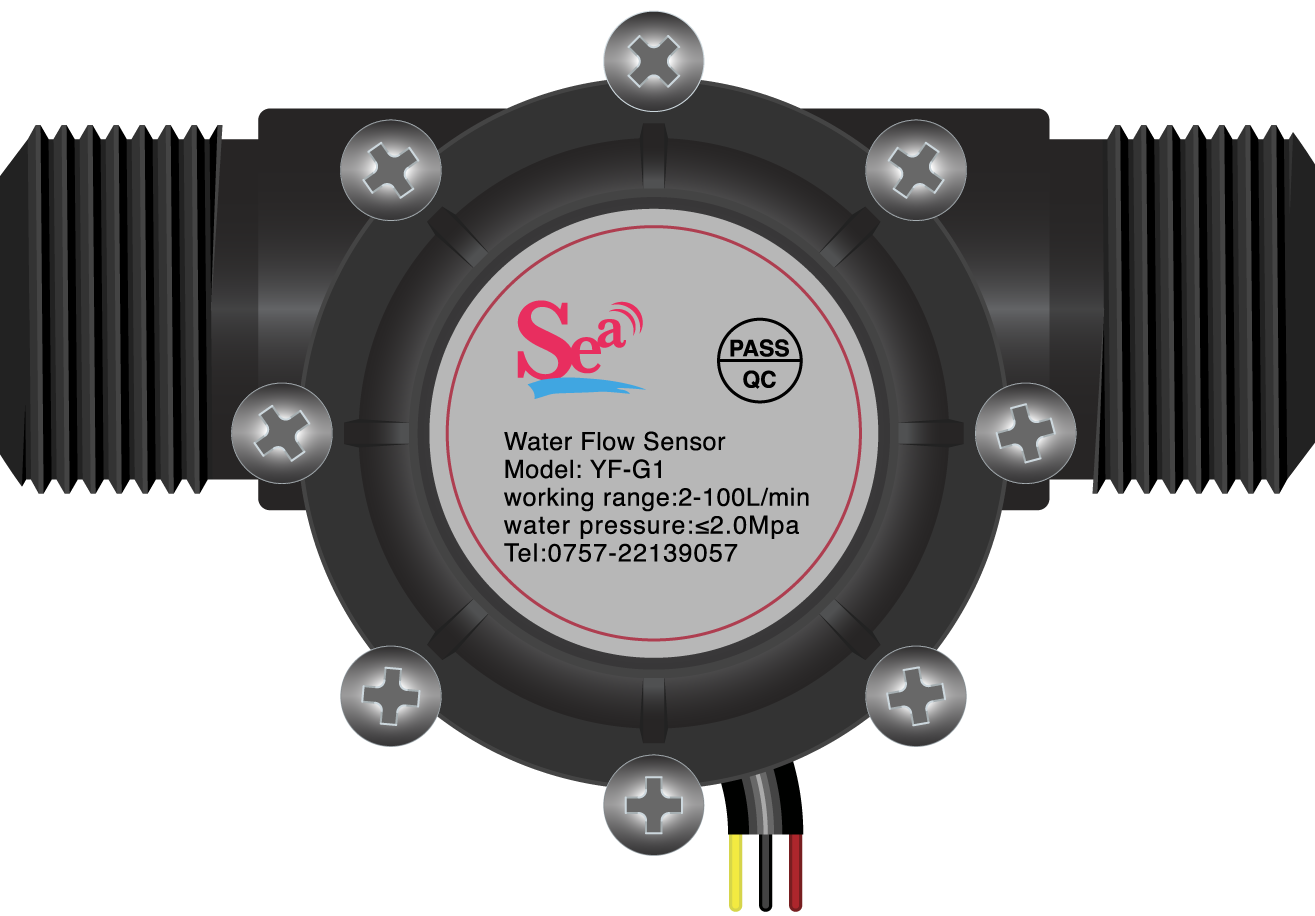 Sea
PASS
QC
Water Flow Sensor
Model: YF-G1
working range:2-100L/min
water pressure:≤2.0Mpa
Tel:0757-22139057